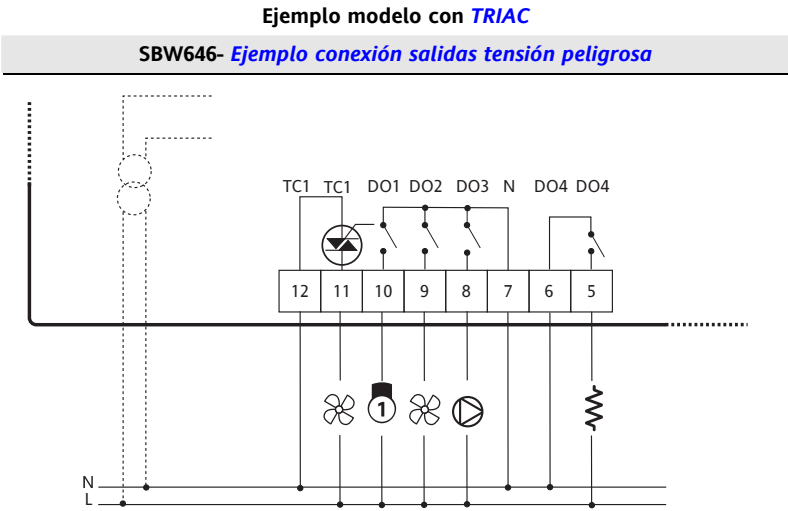 Ejemplo modelo con TRIAC
SBW646- Ejemplo conexión salidas tensión peligrosa
TC1 TC1 DO1 DO2 DO3 N DO4 DO4
12 11 10 9 8 7 6 5
1
N
L